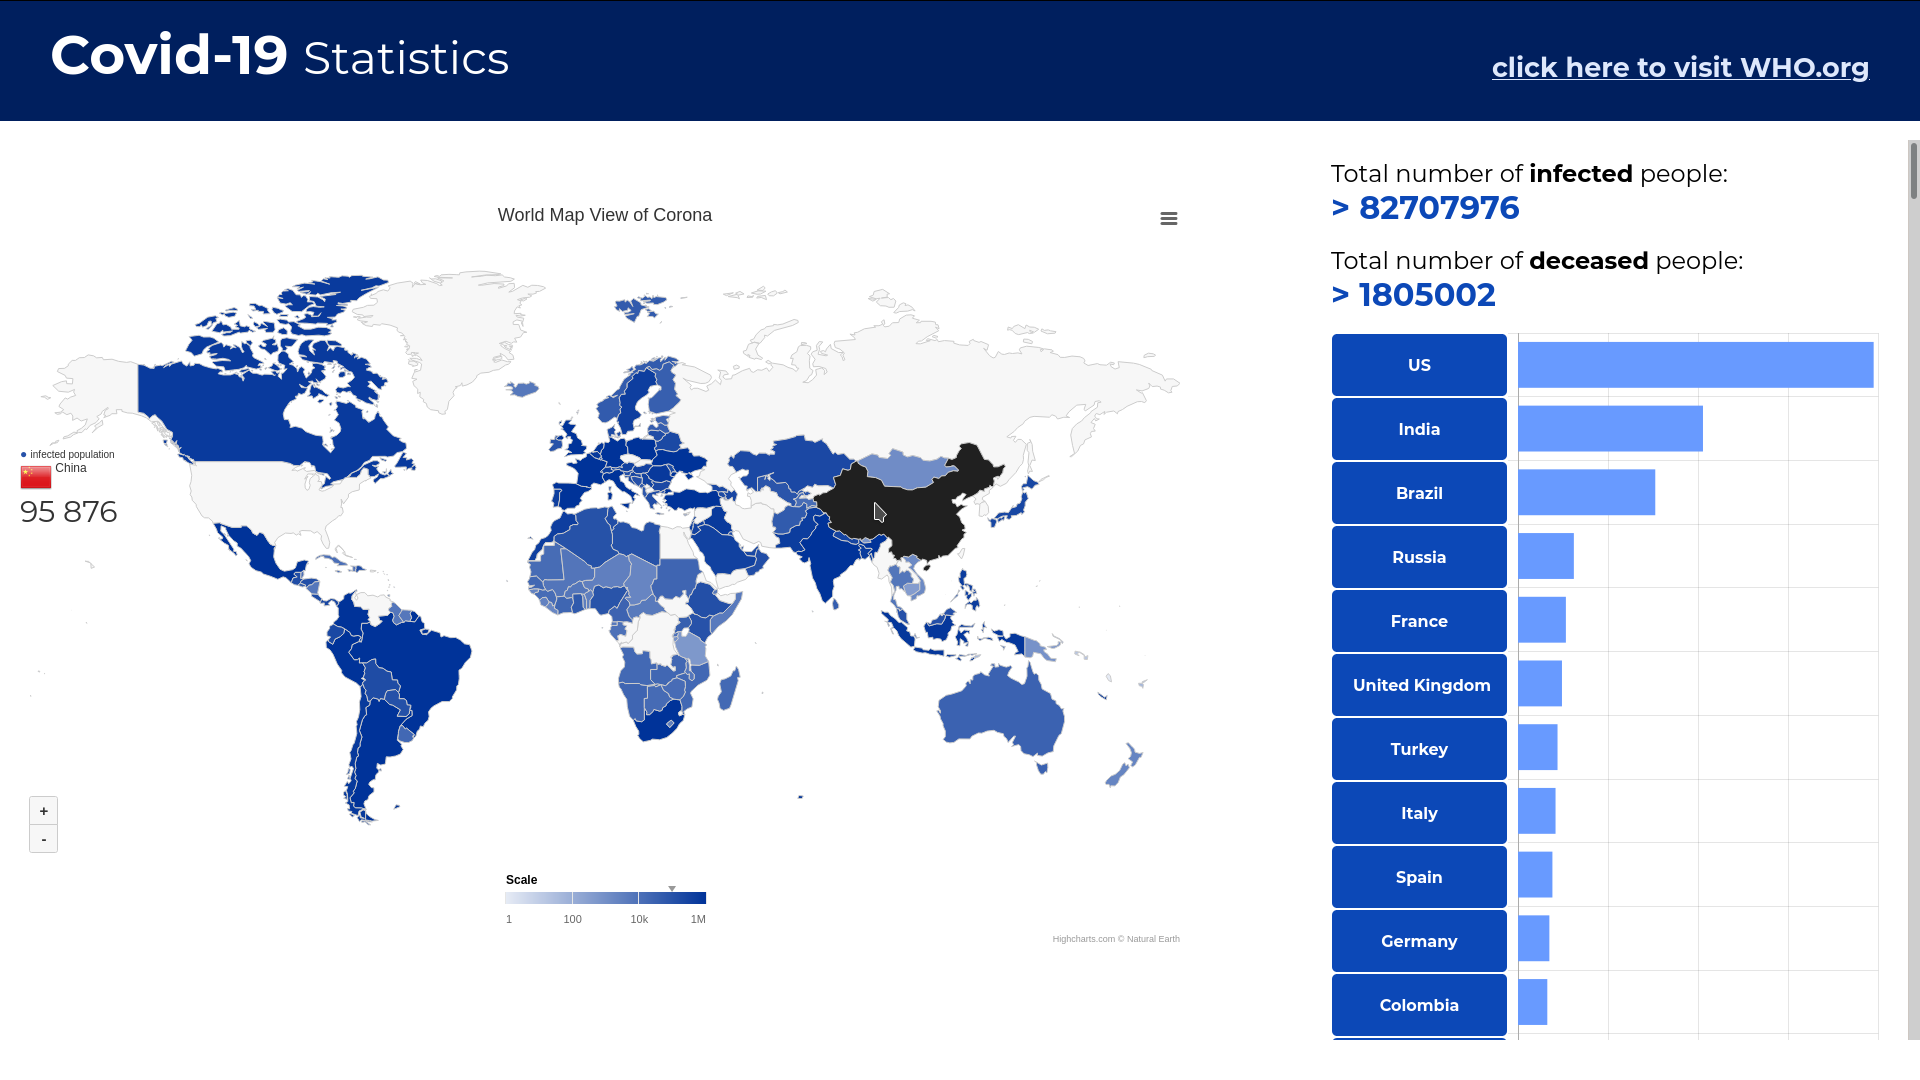 Covid-19 Statistics
click here to visit WHO.org
World Map View of Corona
infected population
China
95 876
+
-
Scale
1 100 10k 1M
Highcharts.com © Natural Earth
Total number of infected people:
> 82707976
Total number of deceased people:
> 1805002
US
India
Brazil
Russia
France
United Kingdom
Turkey
Italy
Spain
Germany
Colombia